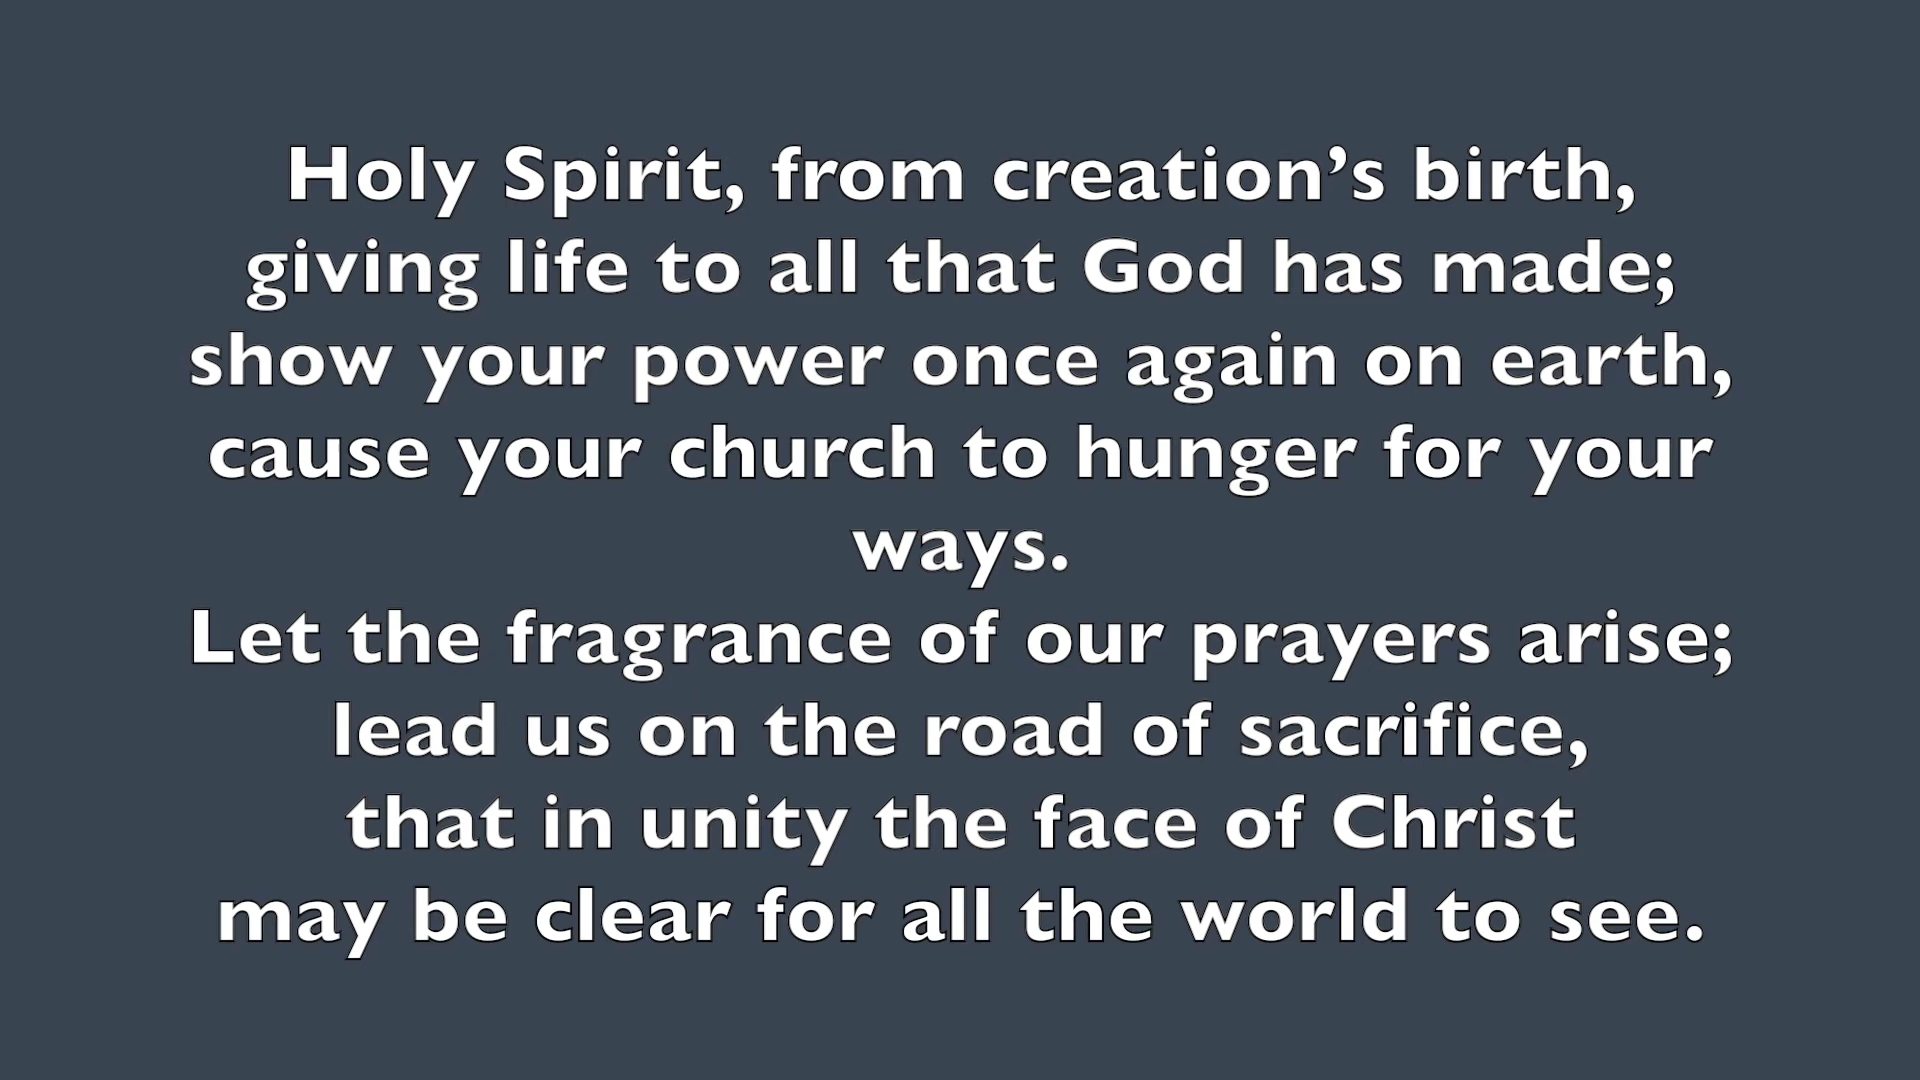 Holy Spirit, from creation’s birth,
giving life to all that God has made;
show your power once again on earth,
cause your church to hunger for your
ways.
Let the fragrance of our prayers arise;
lead us on the road of sacrifice,
that in unity the face of Christ
may be clear for all the world to see.